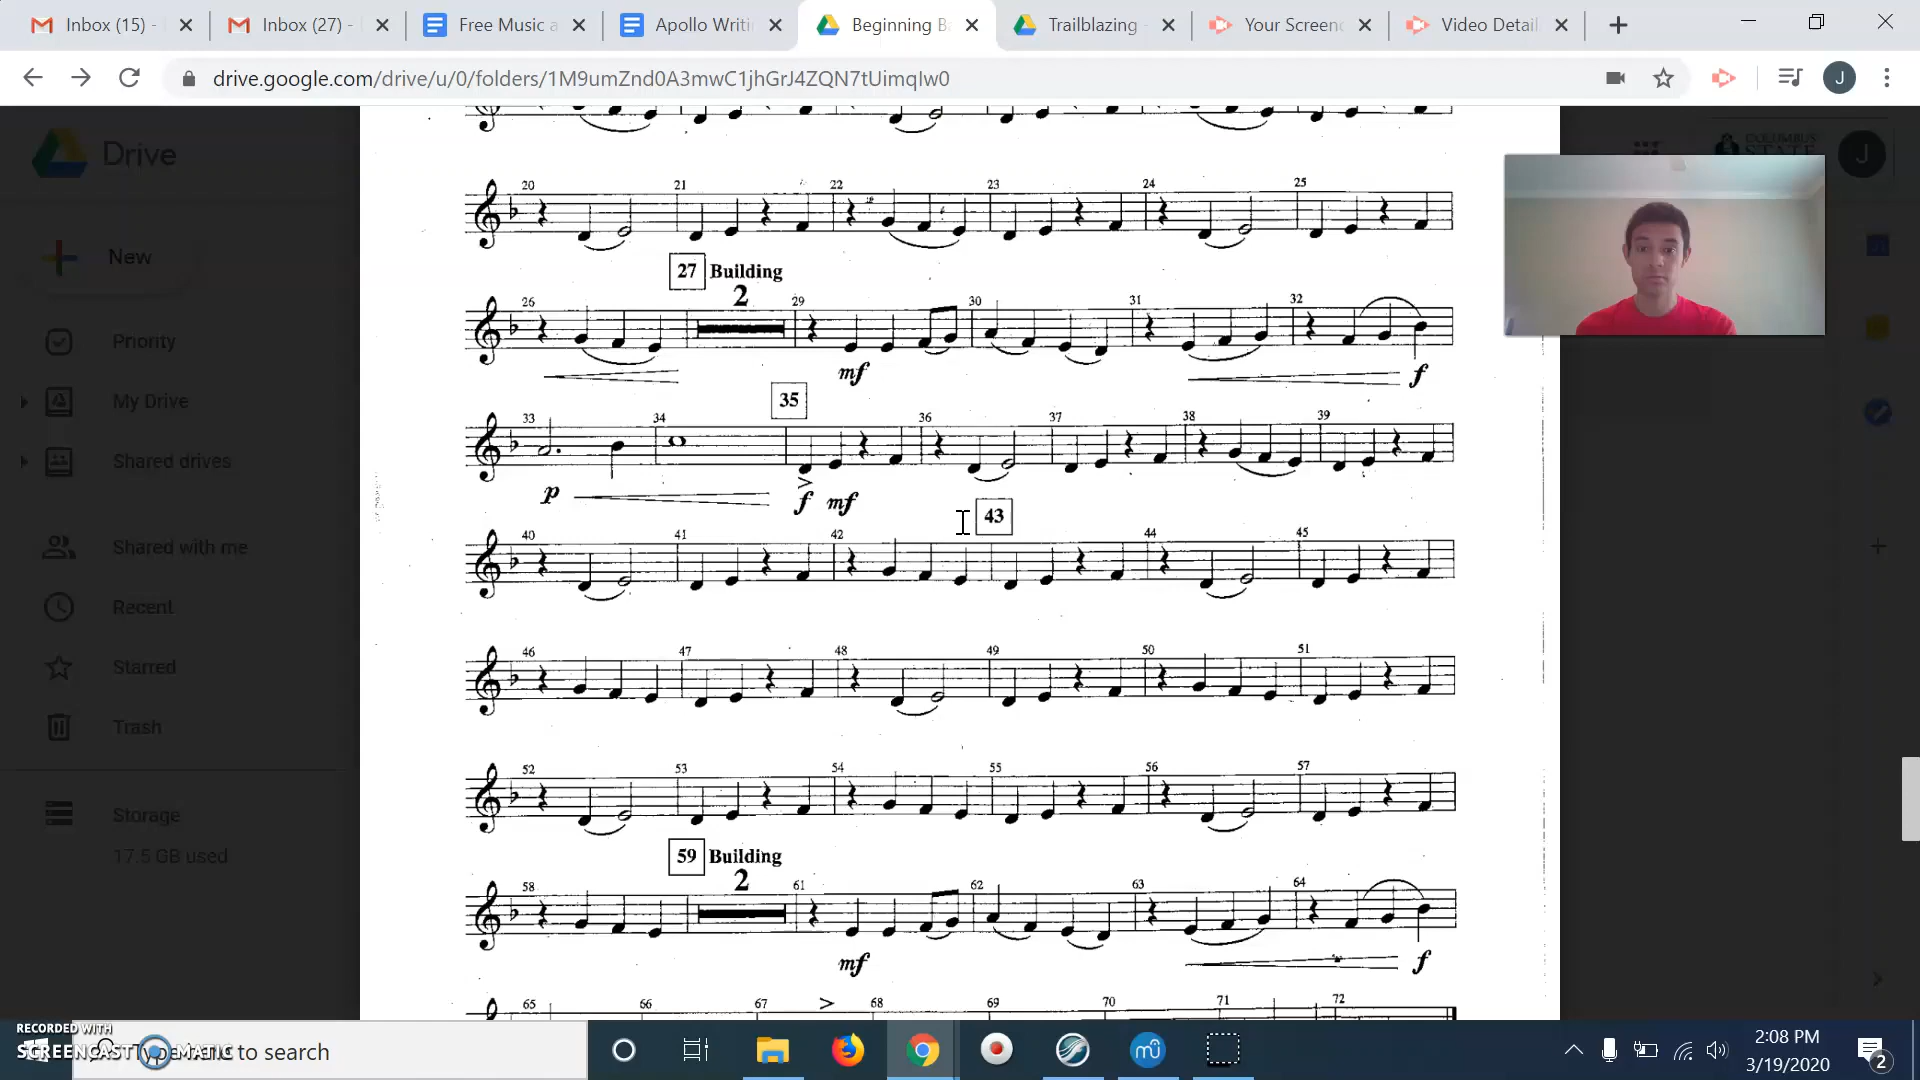 Inbox (15) -
Inbox (27) -
Free Music a
Apollo Writi
Beginning B
Trailblazing -
Your Screenc
Video Detail
drive.google.com/drive/u/0/folders/1M9umZnd0A3mwC1jhGrJ4ZQN7tUimqIw0
J
Drive
COLUMBUS
STATE
J
New
Priority
My Drive
Shared drives
Shared with me
Recent
Starred
Trash
Storage
17.5 GB used
20 21 22 23 24 25
27 Building
2
26 29 30 31 32
mf f
35
33 34 36 37 38 39
p f mf
43
40 41 42 44 45
46 47 48 49 50 51
52 53 54 55 56 57
59 Building
2
58 61 62 63 64
mf f
65 66 67 68 69 70 71 72
RECORDED WITH
SCREENCAST MATIC
to search
2:08 PM
3/19/2020
2